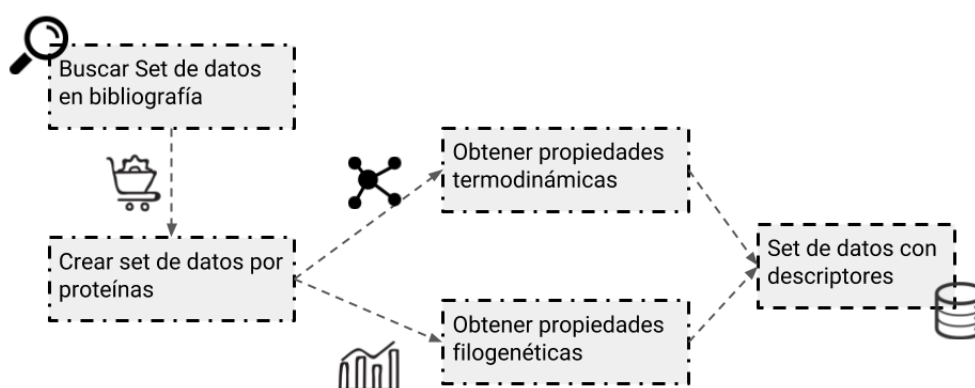 Buscar Set de datos
en bibliografía
Crear set de datos por
proteínas
Obtener propiedades
termodinámicas
Obtener propiedades
filogenéticas
Set de datos con
descriptores